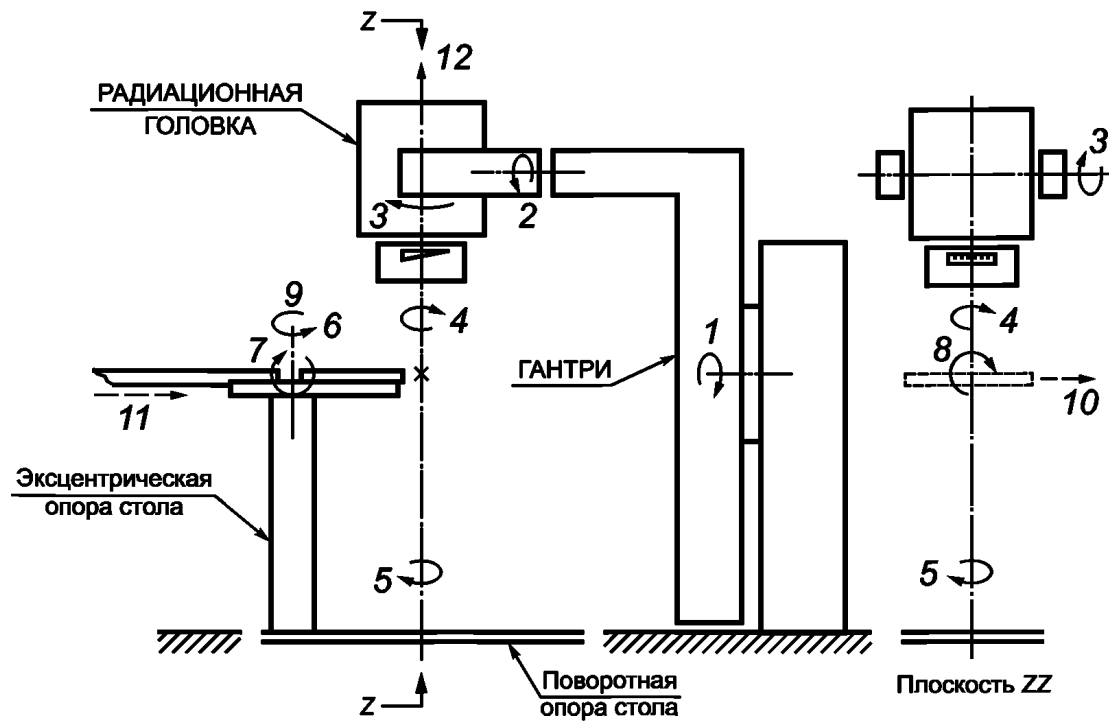 z
12
РАДИАЦИОННАЯ
ГОЛОВКА
3
2
3
9
6
4
7
1
ГАНТРИ
4
8
11
10
Эксцентрическая
опора стола
5
5
Поворотная
опора стола
z
Плоскость ZZ